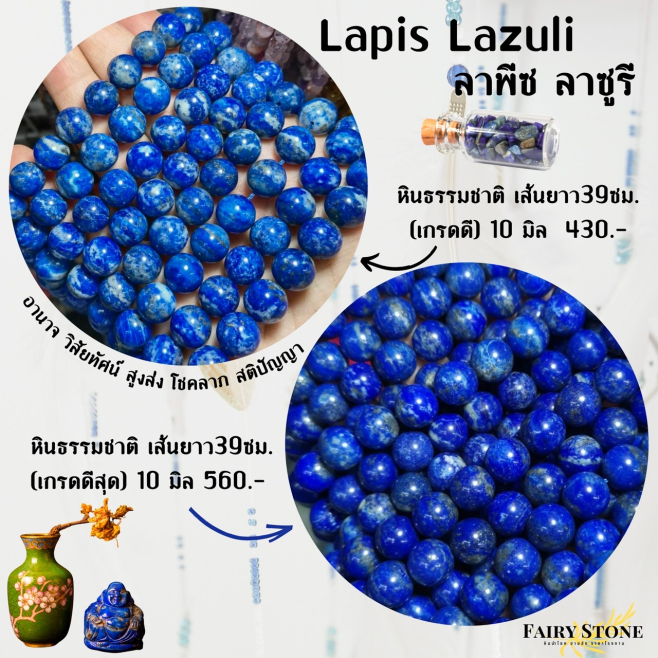 Lapis Lazuli
ลาพีซ ลาซูรี
หินธรรมชาติ เส้นยาว39ซม.
(เกรดดี) 10 มิล 430.-
อานาจ วิสัยทัศน์ สูงส่ง โชคลาภ สติปัญญา
หินธรรมชาติ เส้นยาว39ซม.
(เกรดดีสุด) 10 มิล 560.-
FAIRY STONE